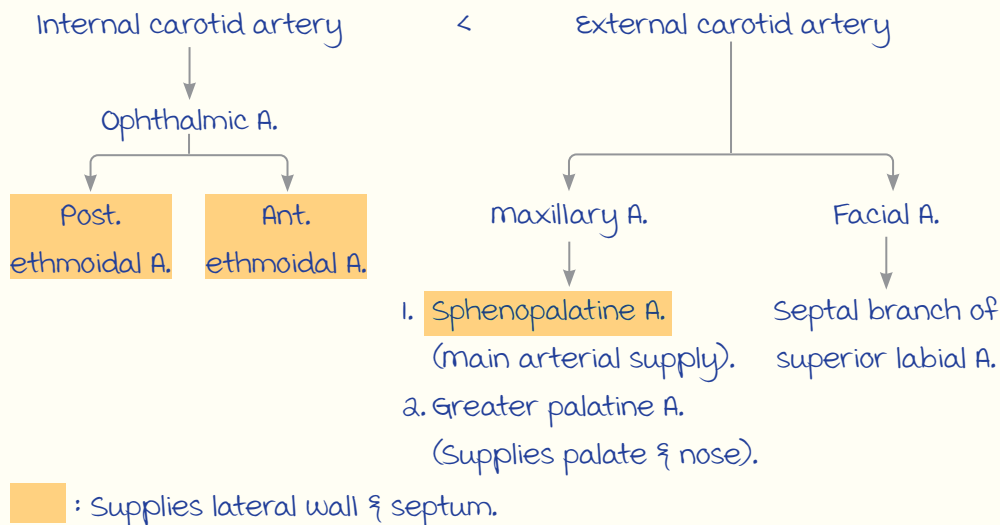 Internal carotid artery < External carotid artery
Ophthalmic A.
Post. ethmoidal A.
Ant. ethmoidal A.
Maxillary A.
Facial A.
1. Sphenopalatine A.
(Main arterial supply).
2. Greater palatine A.
(Supplies palate & nose).
Septal branch of
superior labial A.
: Supplies lateral wall & septum.